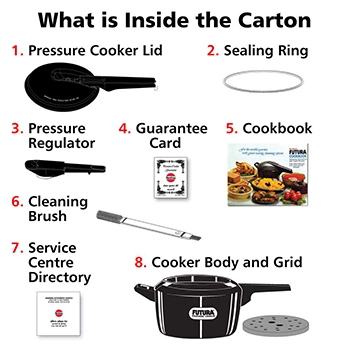 What is Inside the Carton
1. Pressure Cooker Lid
2. Sealing Ring
3. Pressure Regulator
4. Guarantee Card
5. Cookbook
FUTURA
COOKBOOK
6. Cleaning Brush
7. Service Centre Directory
8. Cooker Body and Grid
FUTURA